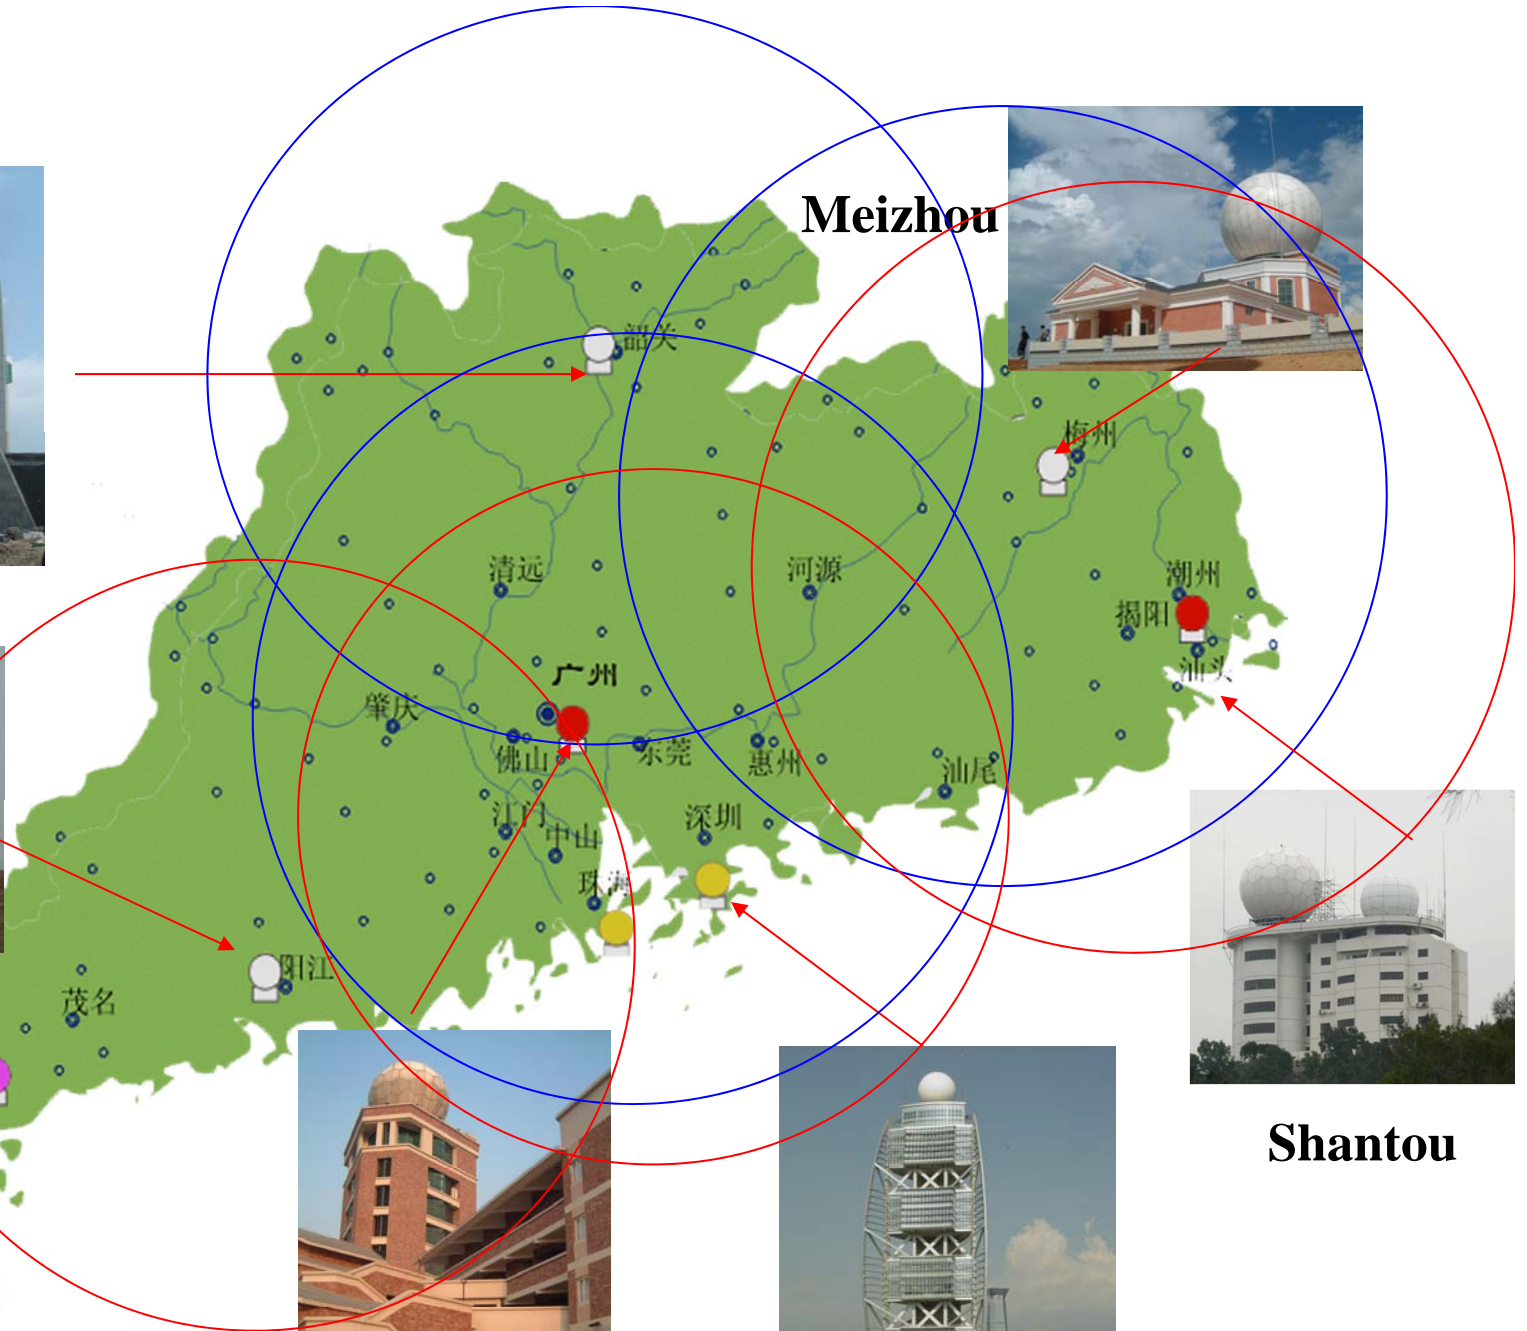 Meizhou
韶关
梅州
清远
河源
潮州
揭阳
汕头
广州
肇庆
佛山
东莞
惠州
汕尾
江门
深圳
中山
珠海
阳江
茂名
Shantou